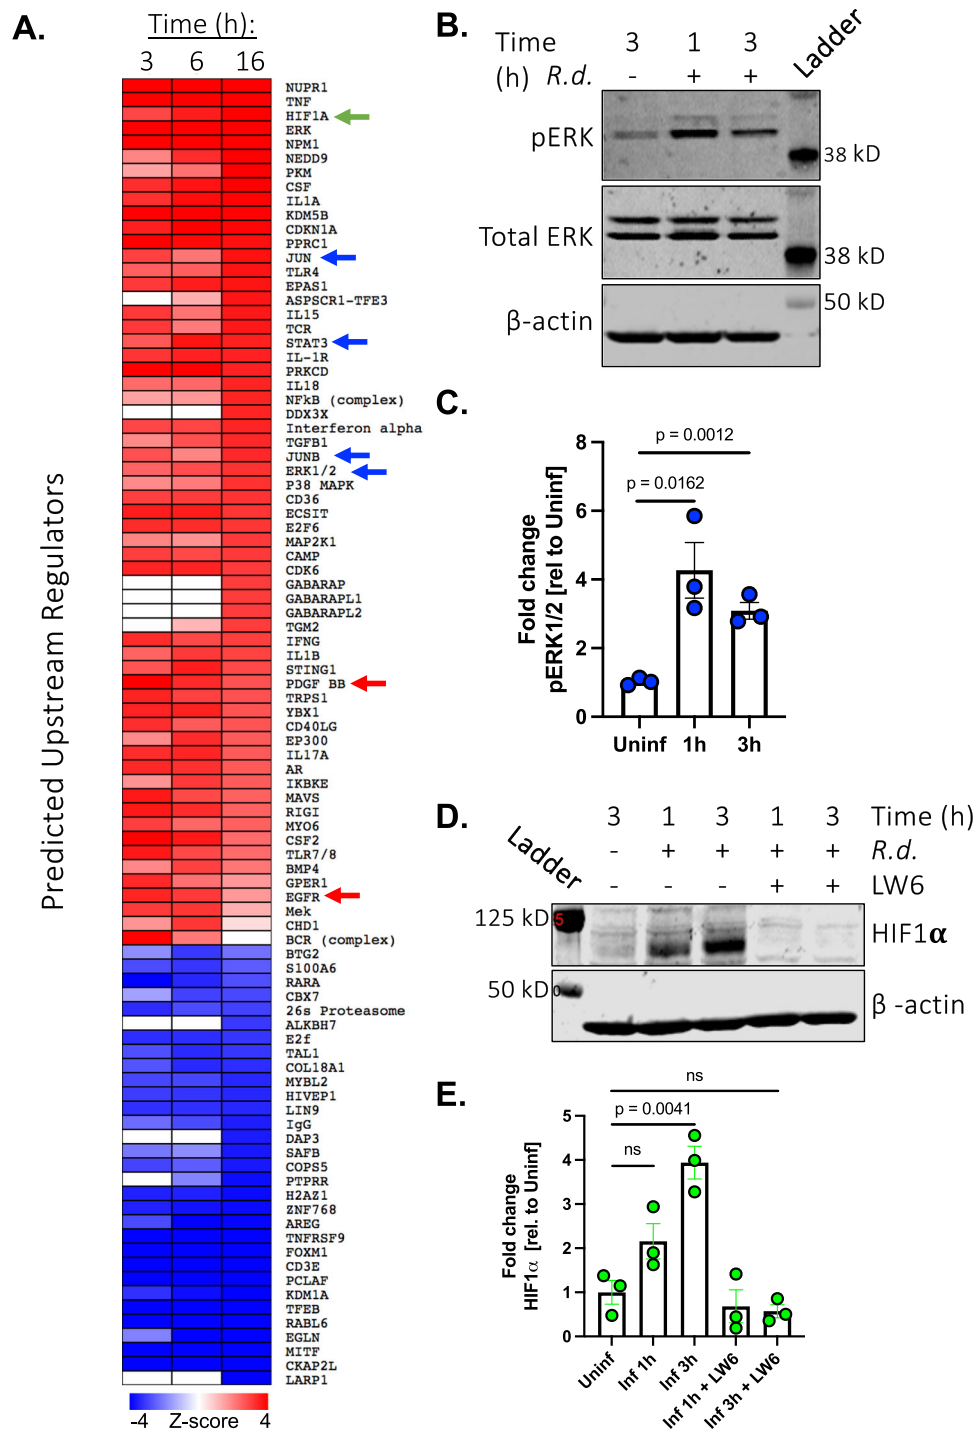 A.
Time (h):
3 6 16
Predicted Upstream Regulators
NUPR1
TNF
HIF1A
ERK
NPM1
NEDD9
PKM
CSF
IL1A
KDM5B
CDKN1A
PPRC1
JUN
TLR4
EPAS1
ASPSCR1-TFE3
IL15
TCR
STAT3
IL-1R
PRKCD
IL18
NFkB (complex)
DDX3X
Interferon alpha
TGFB1
JUNB
ERK1/2
P38 MAPK
CD36
ECSIT
E2F6
MAP2K1
CAMP
CDK6
GABARAP
GABARAPL1
GABARAPL2
TGM2
IFNG
IL1B
STING1
PDGF BB
TRPS1
YBX1
CD40LG
EP300
IL17A
AR
IKBKE
MAVS
RIGI
MYO6
CSF2
TLR7/8
BMP4
GPER1
EGFR
Mek
CHD1
BCR (complex)
BTG2
S100A6
RARA
CBX7
26s Proteasome
ALKBH7
E2f
TAL1
COL18A1
MYBL2
HIVEP1
LIN9
IgG
DAP3
SAFB
COPS5
PTPRR
H2AZ1
ZNF768
AREG
TNFRSF9
FOXM1
CD3E
PCLAF
KDM1A
TFEB
RABL6
EGLN
MITF
CKAP2L
LARP1
-4 Z-score 4
B.
Time 3 1 3 Ladder
(h) R.d. - + +
pERK
38 kD
Total ERK
38 kD
50 kD
β-actin
C.
Fold change
pERK1/2 [rel to Uninf]
8
6
4
2
0
p = 0.0012
p = 0.0162
Uninf 1h 3h
D.
Ladder
3 1 3 1 3 Time (h)
- + + + + R.d.
- - - + + LW6
125 kD 5
HIF1α
50 kD
β -actin
E.
Fold change
HIF1α [rel. to Uninf]
5
4
3
2
1
0
ns
p = 0.0041
ns
Uninf
Inf 1h
Inf 3h
Inf 1h + LW6
Inf 3h + LW6